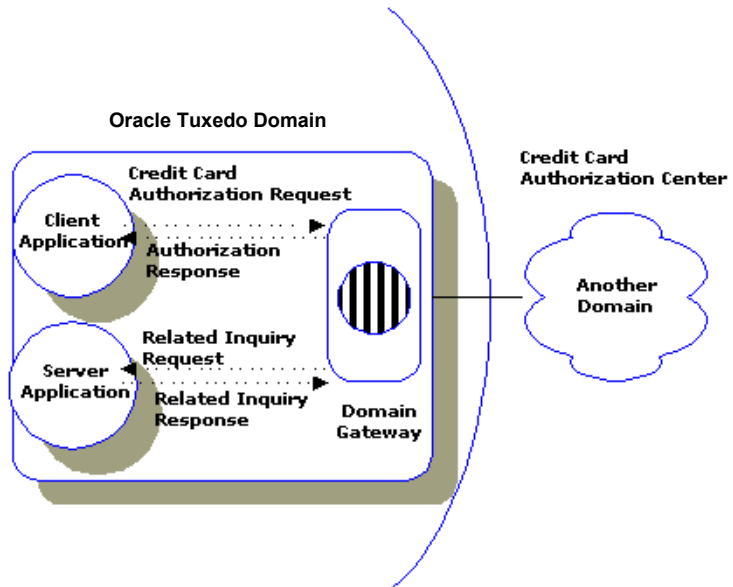 Oracle Tuxedo Domain
Credit Card
Authorization Request
Client
Application
Authorization
Response
Related Inquiry
Request
Server
Application
Related Inquiry
Response
Domain
Gateway
Credit Card
Authorization Center
Another
Domain